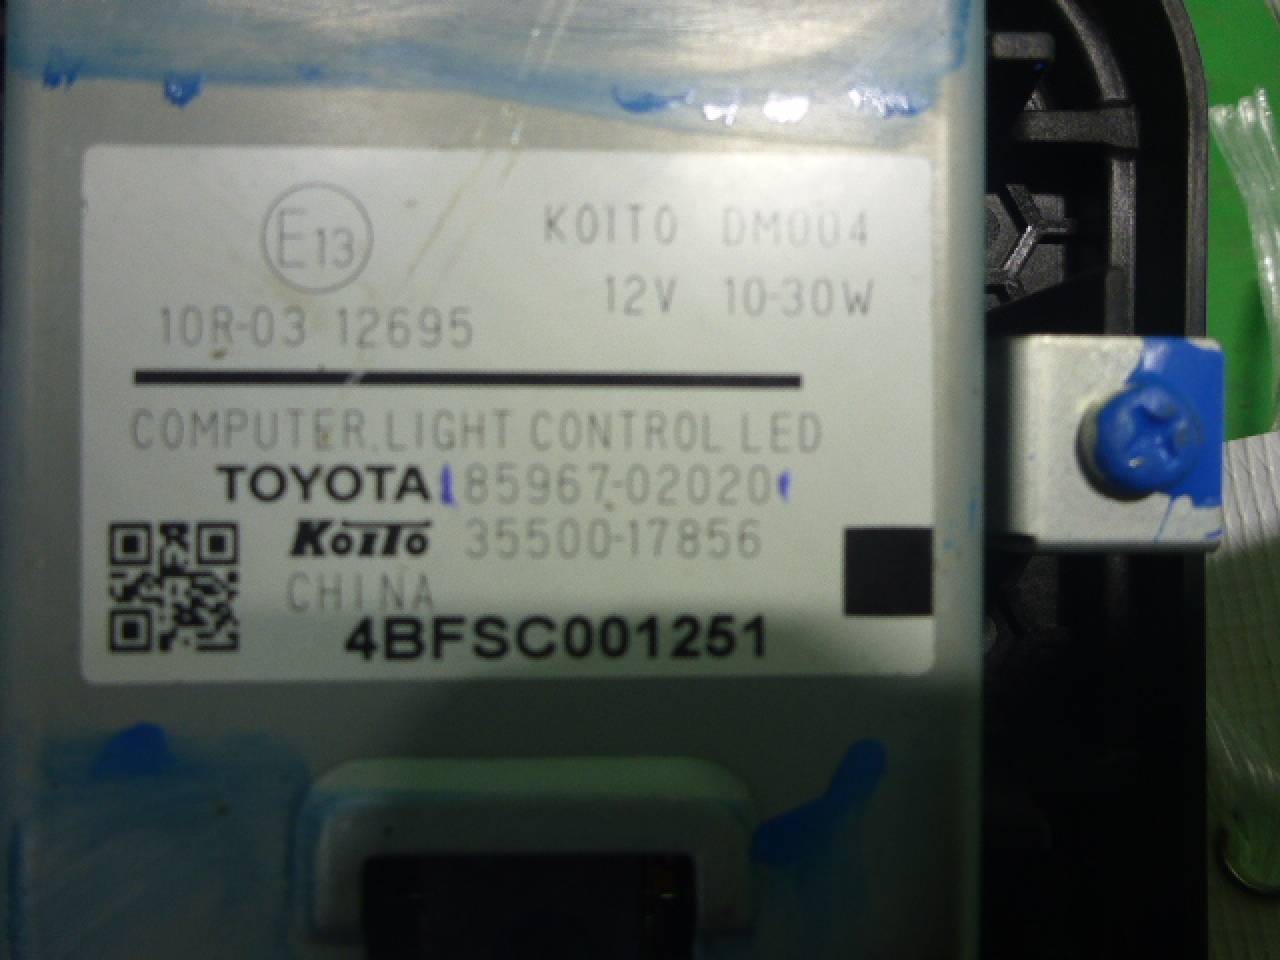 E13
KOITO DM004
12V 10-30W
10R-03 12695
COMPUTER.LIGHT CONTROL LED
TOYOTA 85967-02020
KOITO 35500-17856
CHINA
4BFSC001251